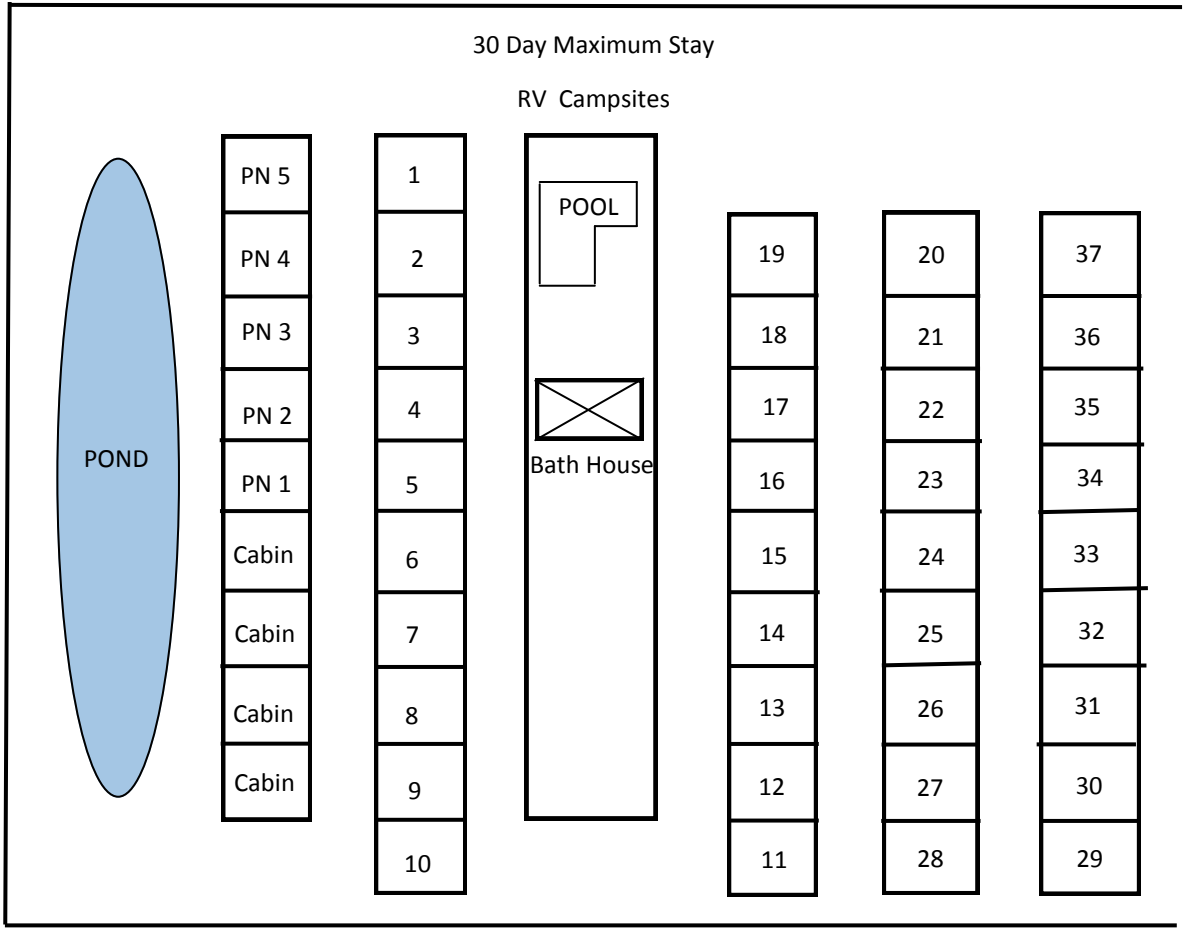 30 Day Maximum Stay
RV Campsites
POND
PN 5
PN 4
PN 3
PN 2
PN 1
Cabin
Cabin
Cabin
Cabin
1
2
3
4
5
6
7
8
9
10
POOL
Bath House
19
18
17
16
15
14
13
12
11
20
21
22
23
24
25
26
27
28
37
36
35
34
33
32
31
30
29